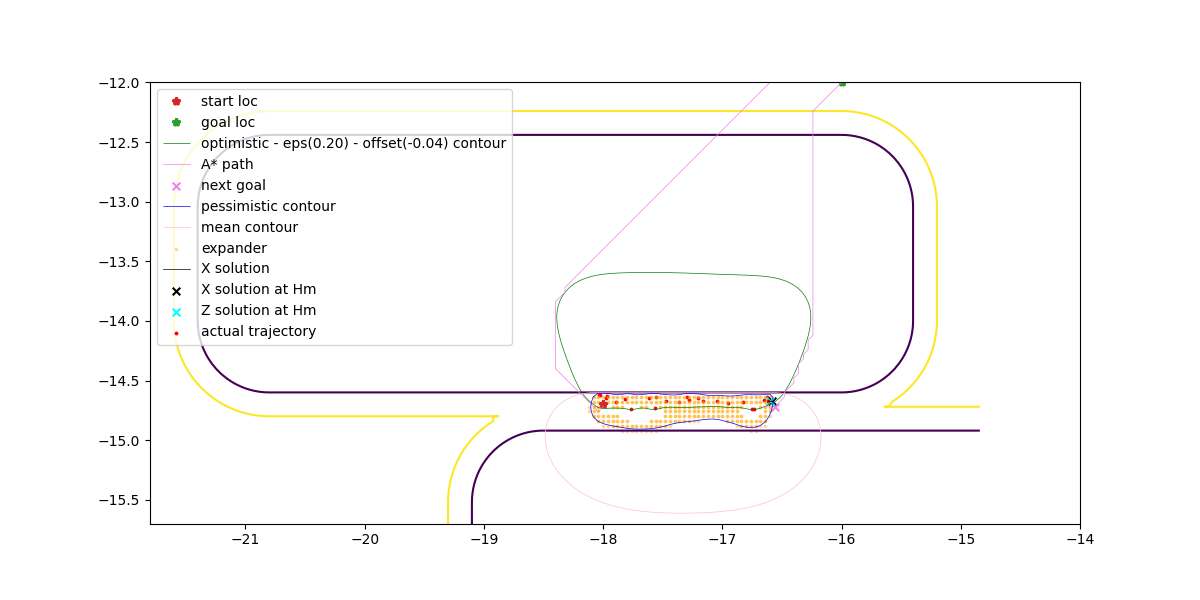 −12.0
−12.5
−13.0
−13.5
−14.0
−14.5
−15.0
−15.5
start loc
goal loc
optimistic - eps(0.20) - offset(-0.04) contour
A* path
next goal
pessimistic contour
mean contour
expander
X solution
X solution at Hm
Z solution at Hm
actual trajectory
−21
−20
−19
−18
−17
−16
−15
−14